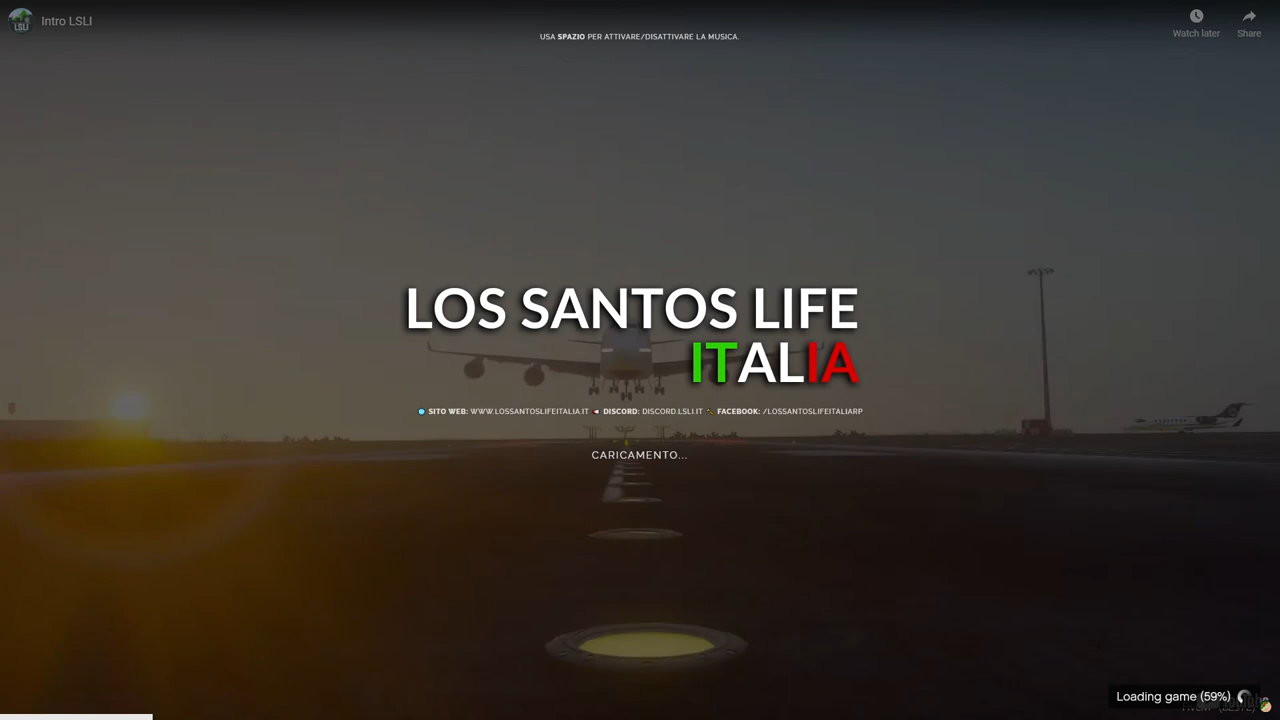 Intro LSLI
LSLI
Watch later
Share
USA SPAZIO PER ATTIVARE/DISATTIVARE LA MUSICA.
LOS SANTOS LIFE
ITALIA
SITO WEB: WWW.LOSSANTOSLIFEITALIA.IT DISCORD: DISCORD.LSLI.IT FACEBOOK: /LOSSANTOSLIFEITALIARP
CARICAMENTO...
Loading game (59%)